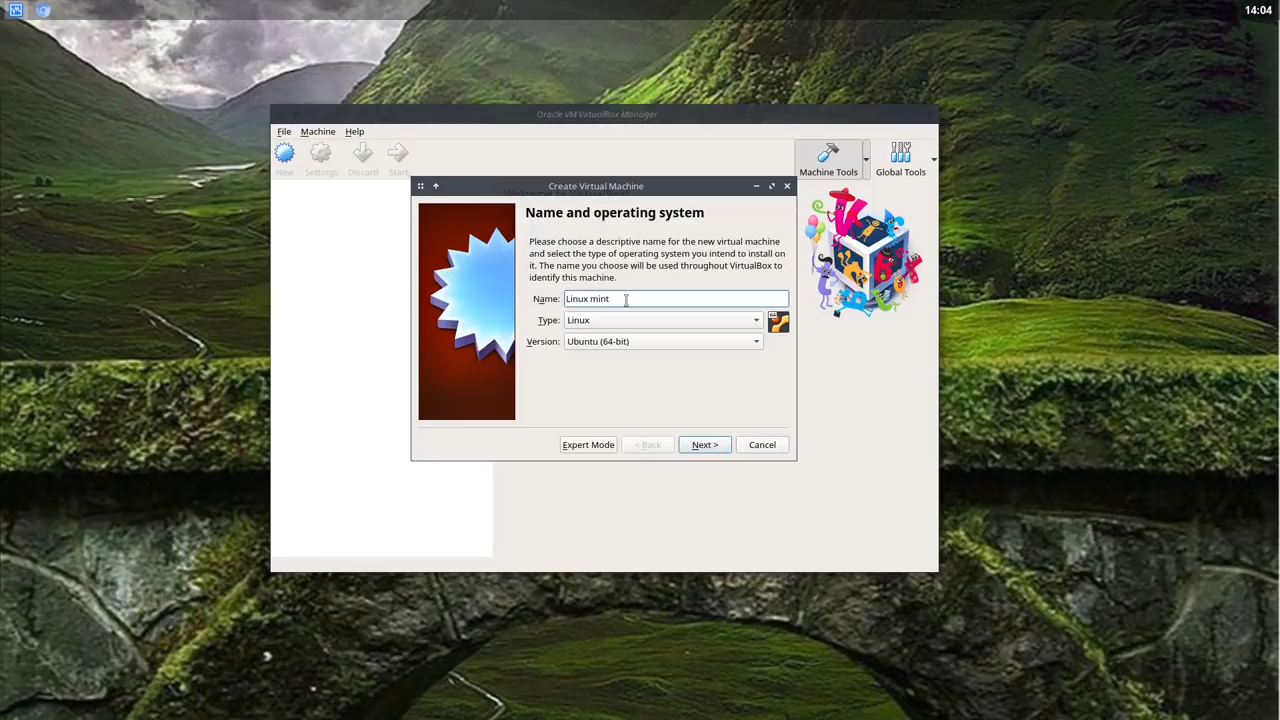 14:04
Oracle VM VirtualBox Manager
File Machine Help
New Settings Discard Start Machine Tools Global Tools
Create Virtual Machine
Name and operating system
Please choose a descriptive name for the new virtual machine
and select the type of operating system you intend to install on
it. The name you choose will be used throughout VirtualBox to
identify this machine.
Name: Linux mint
Type: Linux
64
Version: Ubuntu (64-bit)
Expert Mode < Back Next > Cancel